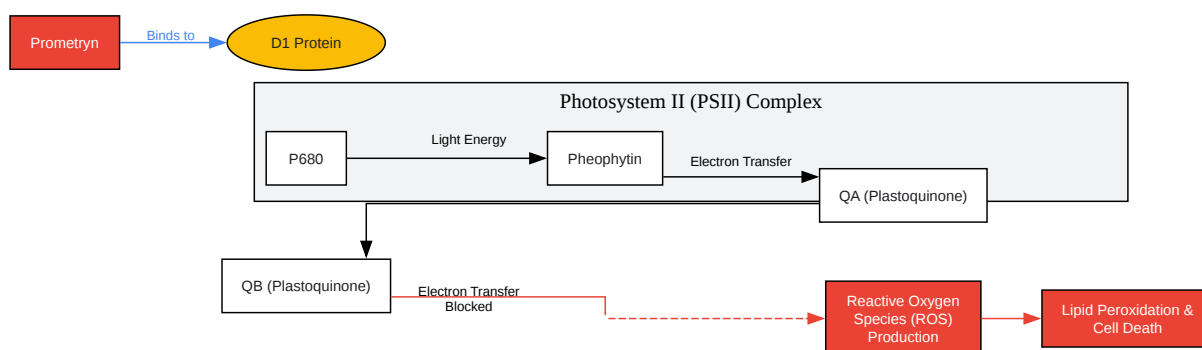 Prometryn
Binds to
D1 Protein
Photosystem II (PSII) Complex
P680
Light Energy
Pheophytin
Electron Transfer
QA (Plastoquinone)
QB (Plastoquinone)
Electron Transfer
Blocked
Reactive Oxygen
Species (ROS)
Production
Lipid Peroxidation &
Cell Death